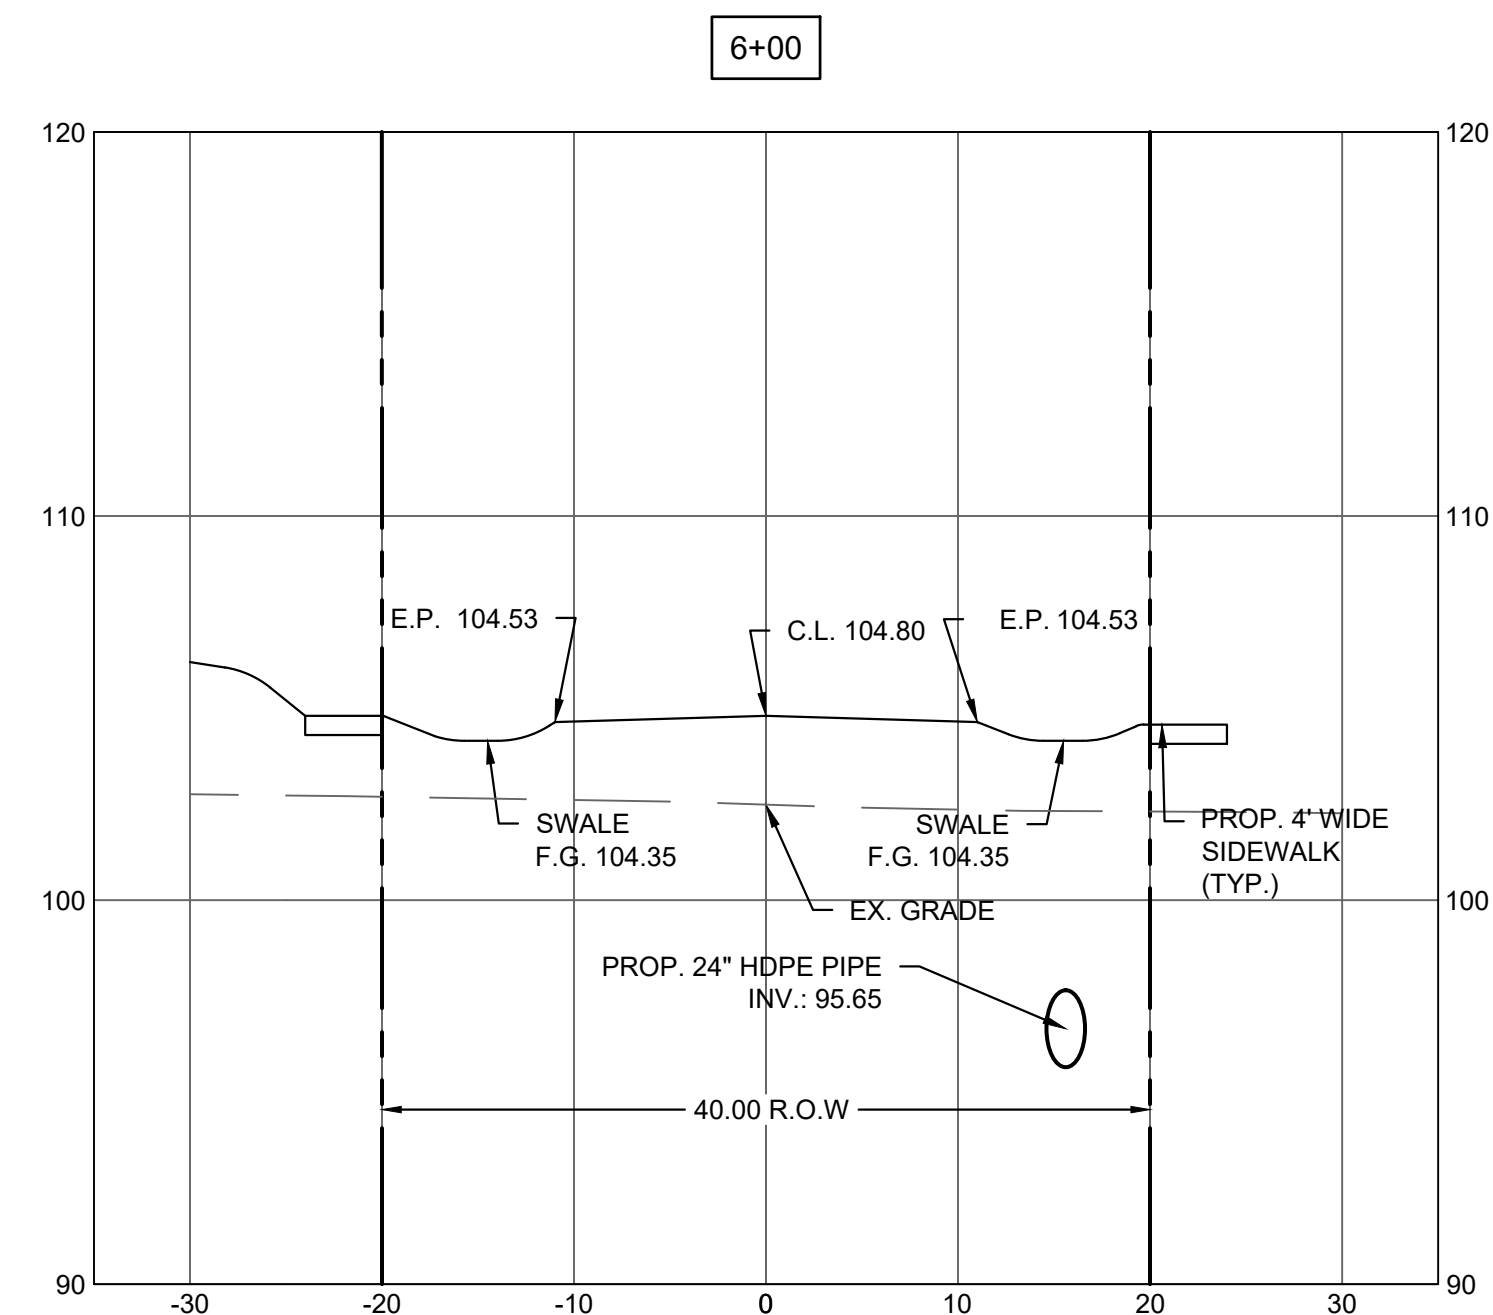 6+00
120
120
110
110
E.P. 104.53
C.L. 104.80
E.P. 104.53
SWALE
F.G. 104.35
SWALE
F.G. 104.35
PROP. 4' WIDE
SIDEWALK
(TYP.)
100
100
EX. GRADE
PROP. 24" HDPE PIPE
INV.: 95.65
40.00 R.O.W
90
90
-30
-20
-10
0
10
20
30